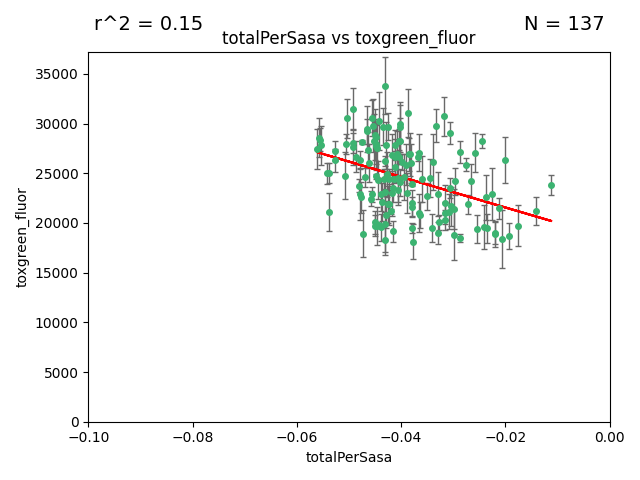 r^2 = 0.15
N = 137
totalPerSasa vs toxgreen_fluor
35000
30000
25000
20000
15000
10000
5000
0
toxgreen_fluor
−0.10
−0.08
−0.06
−0.04
−0.02
0.00
totalPerSasa